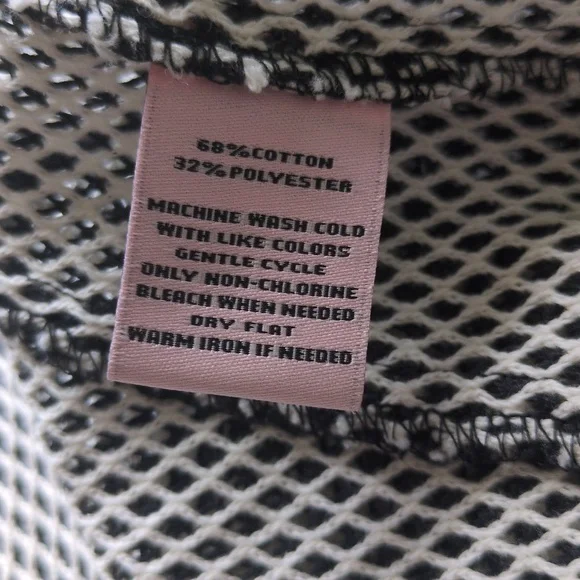 68%COTTON
32%POLYESTER
MACHINE WASH COLD
WITH LIKE COLORS
GENTLE CYCLE
ONLY NON-CHLORINE
BLEACH WHEN NEEDED
DRY FLAT
WARM IRON IF NEEDED